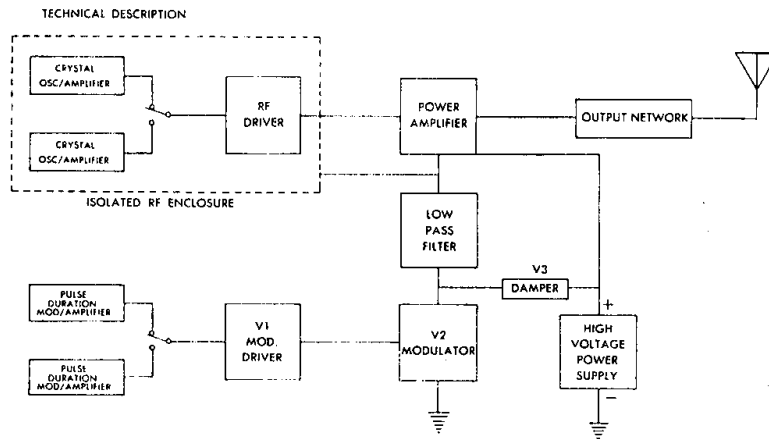 TECHNICAL DESCRIPTION
CRYSTAL
OSC/AMPLIFIER
CRYSTAL
OSC/AMPLIFIER
RF
DRIVER
POWER
AMPLIFIER
OUTPUT NETWORK
ISOLATED RF ENCLOSURE
LOW
PASS
FILTER
V3
DAMPER
PULSE
DURATION
MOD/AMPLIFIER
PULSE
DURATION
MOD/AMPLIFIER
V1
MOD.
DRIVER
V2
MODULATOR
+
HIGH
VOLTAGE
POWER
SUPPLY
−